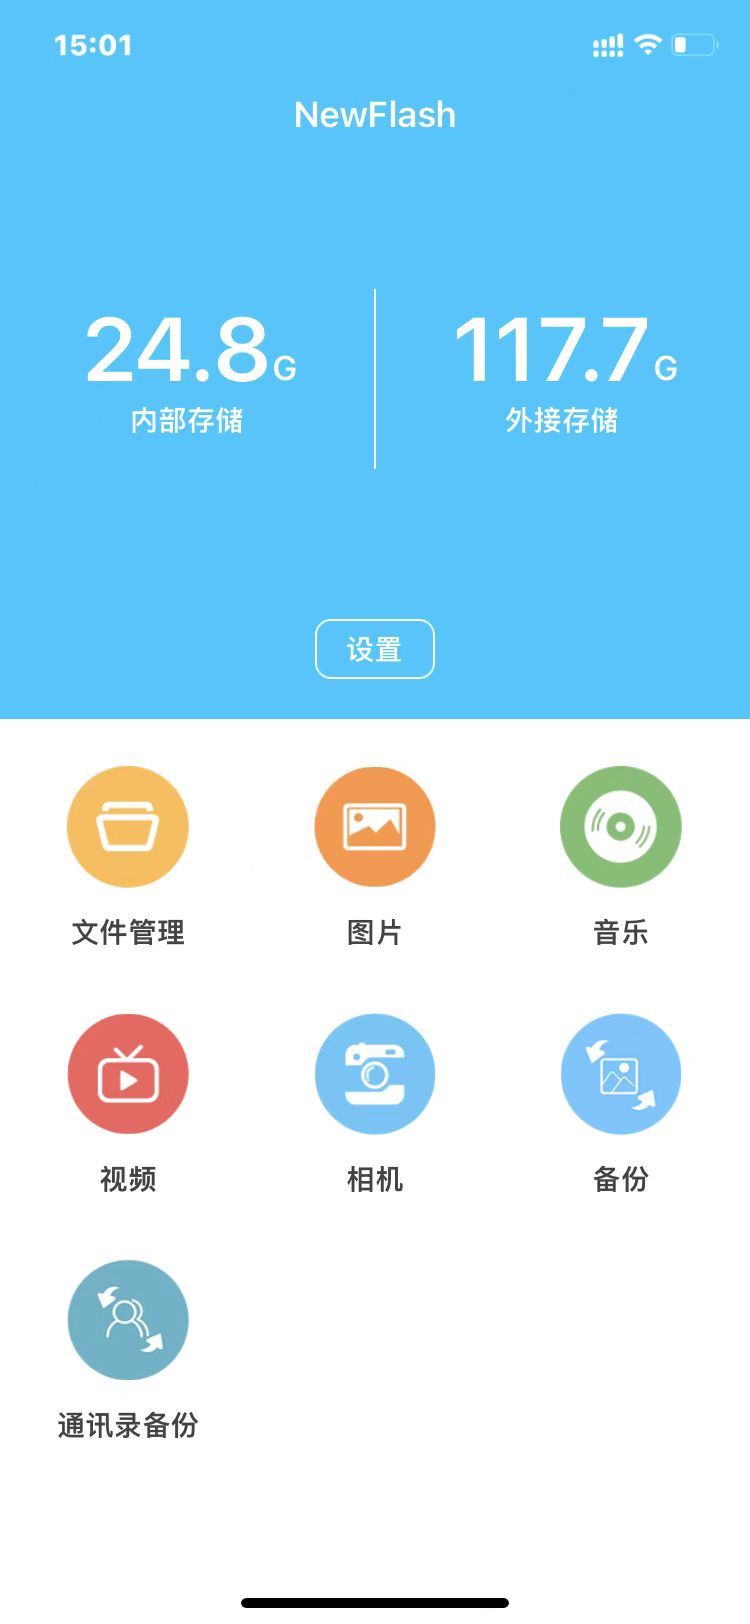 15:01
NewFlash
24.8G
117.7G
内部存储
外接存储
设置
文件管理
图片
音乐
视频
相机
备份
通讯录备份